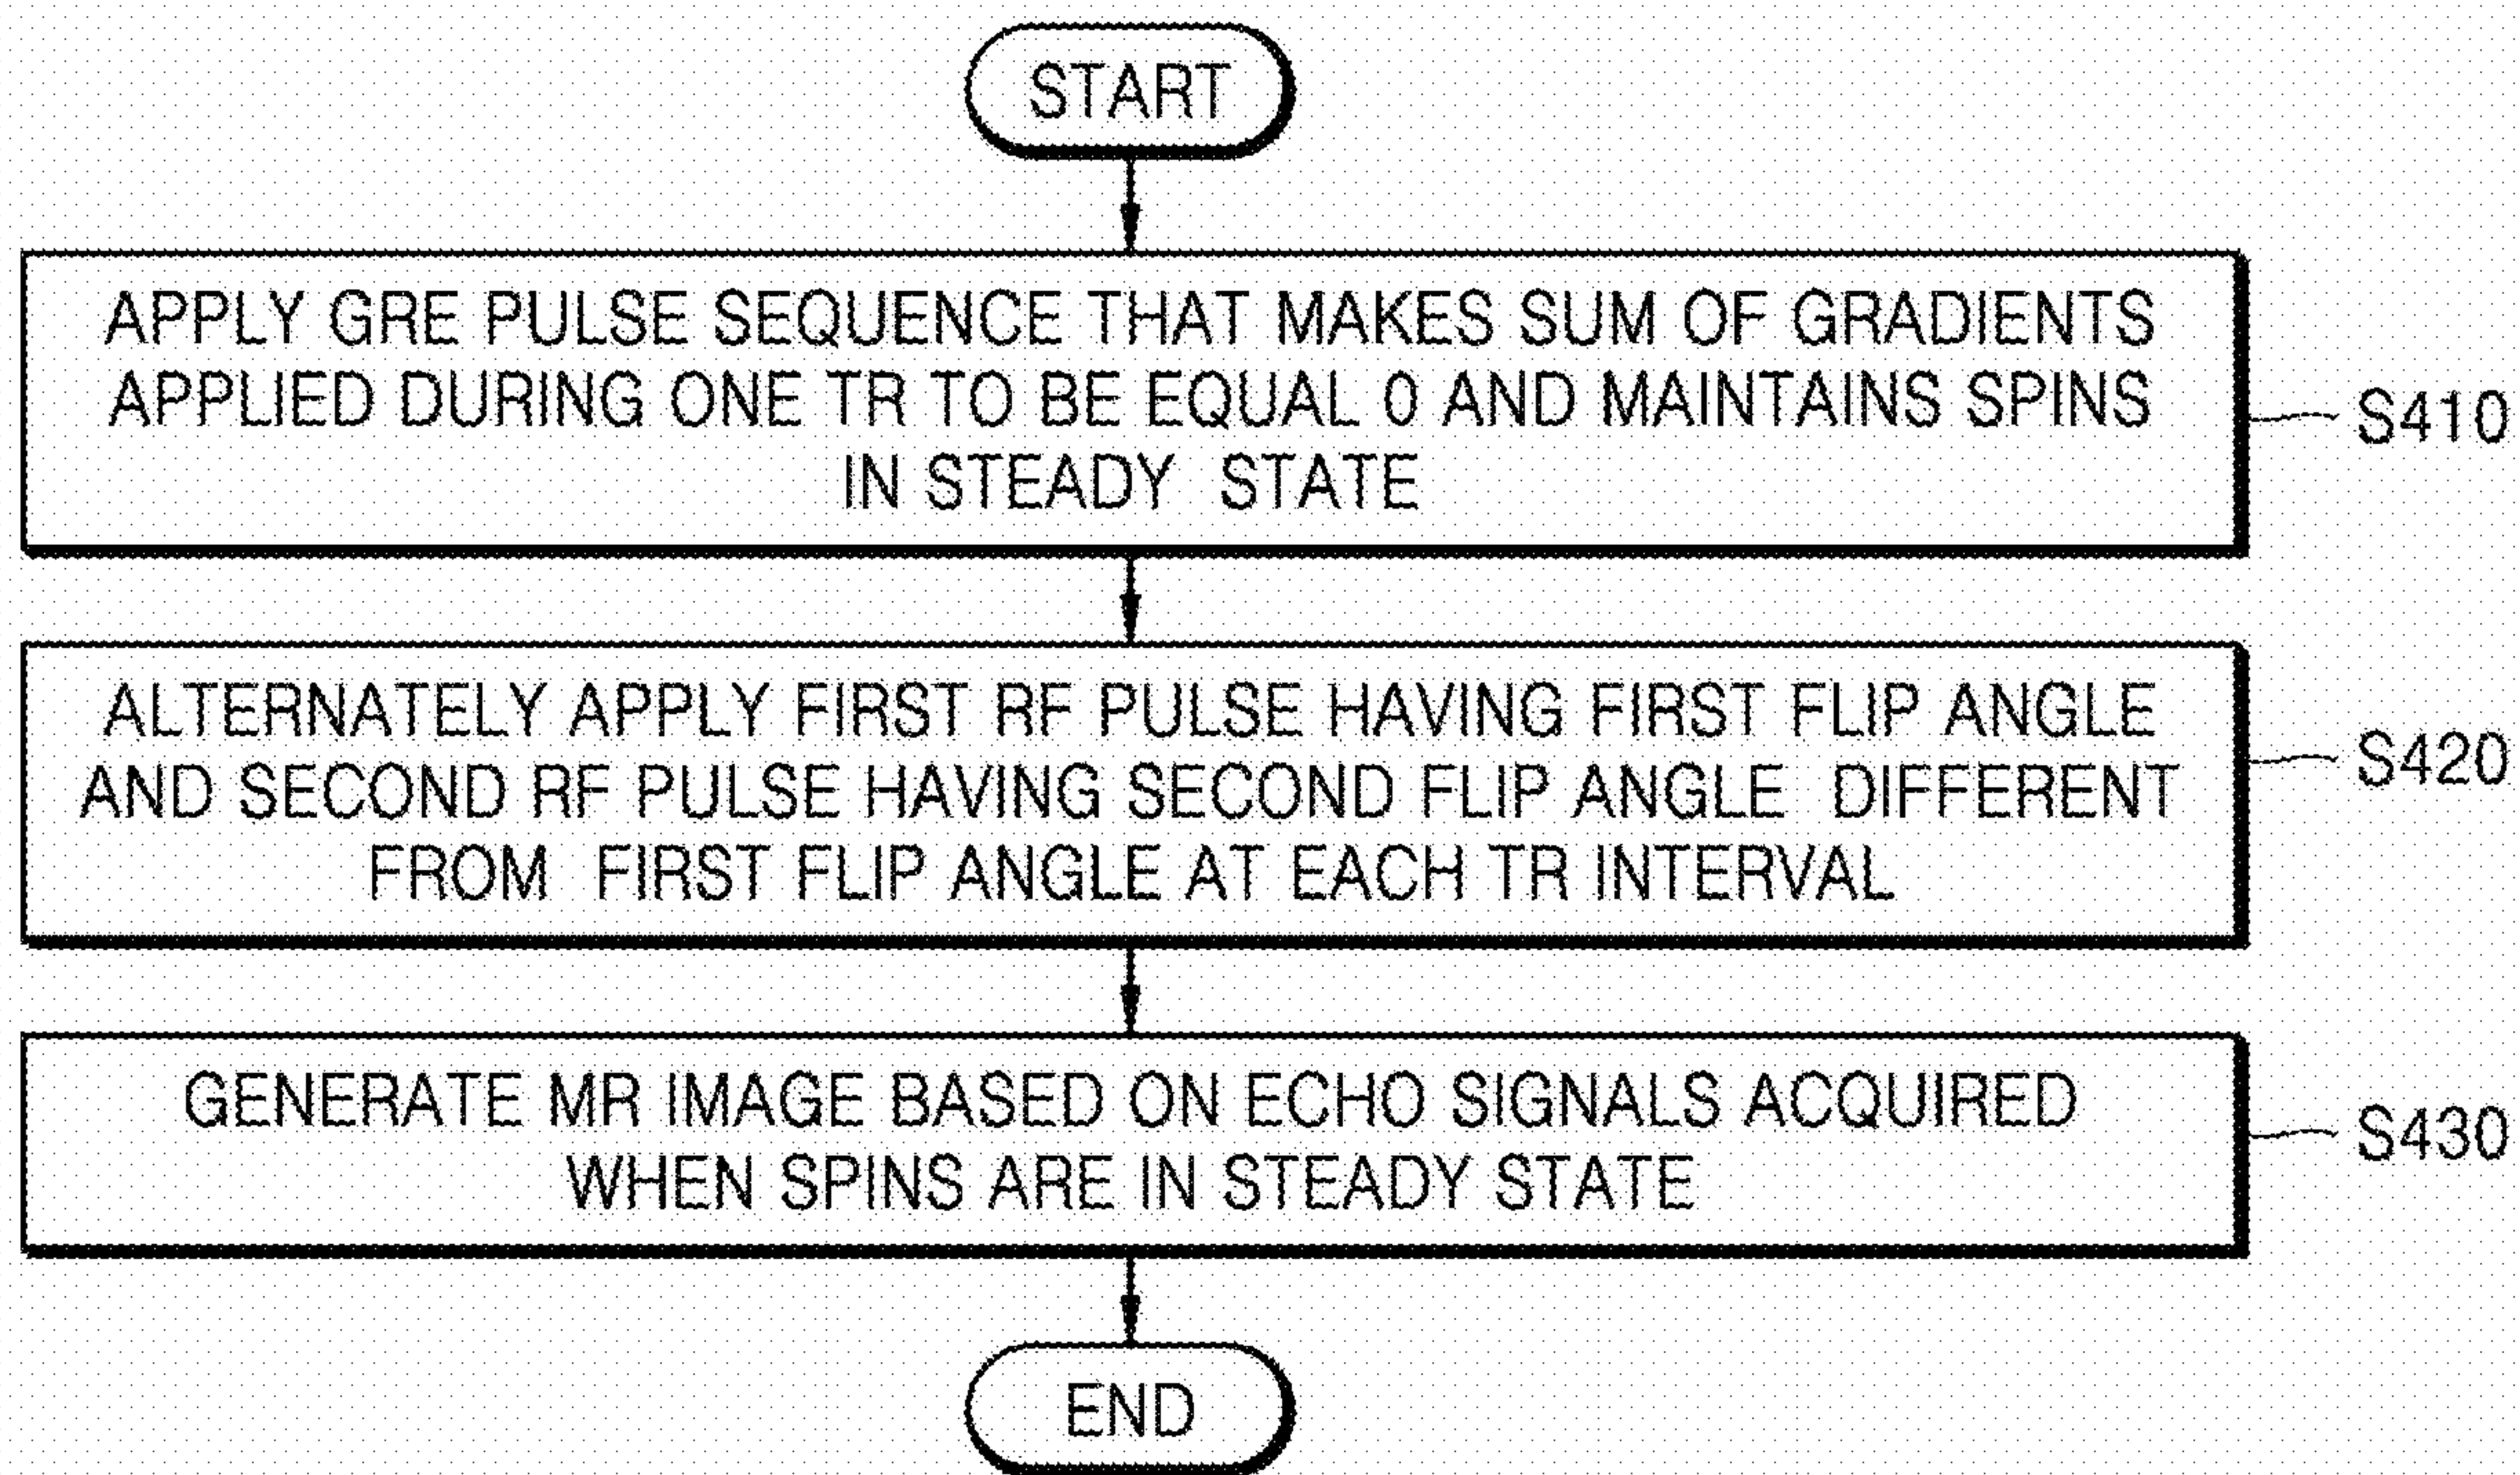 START
APPLY GRE PULSE SEQUENCE THAT MAKES SUM OF GRADIENTS
APPLIED DURING ONE TR TO BE EQUAL 0 AND MAINTAINS SPINS
IN STEADY STATE
S410
ALTERNATELY APPLY FIRST RF PULSE HAVING FIRST FLIP ANGLE
AND SECOND RF PULSE HAVING SECOND FLIP ANGLE DIFFERENT
FROM FIRST FLIP ANGLE AT EACH TR INTERVAL
S420
GENERATE MR IMAGE BASED ON ECHO SIGNALS ACQUIRED
WHEN SPINS ARE IN STEADY STATE
S430
END